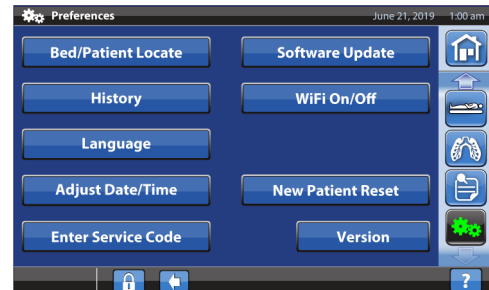 Preferences
June 21, 2019 1:00 am
Bed/Patient Locate
Software Update
History
WiFi On/Off
Language
Adjust Date/Time
New Patient Reset
Enter Service Code
Version
?